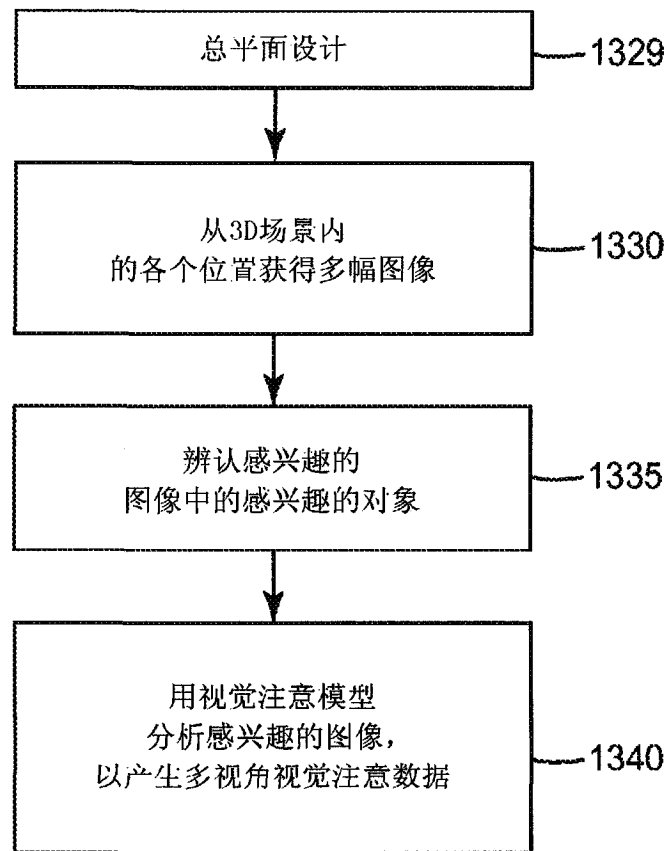 总平面设计
1329
从3D场景内
的各个位置获得多幅图像
1330
辨认感兴趣的
图像中的感兴趣的对象
1335
用视觉注意模型
分析感兴趣的图像，
以产生多视角视觉注意数据
1340